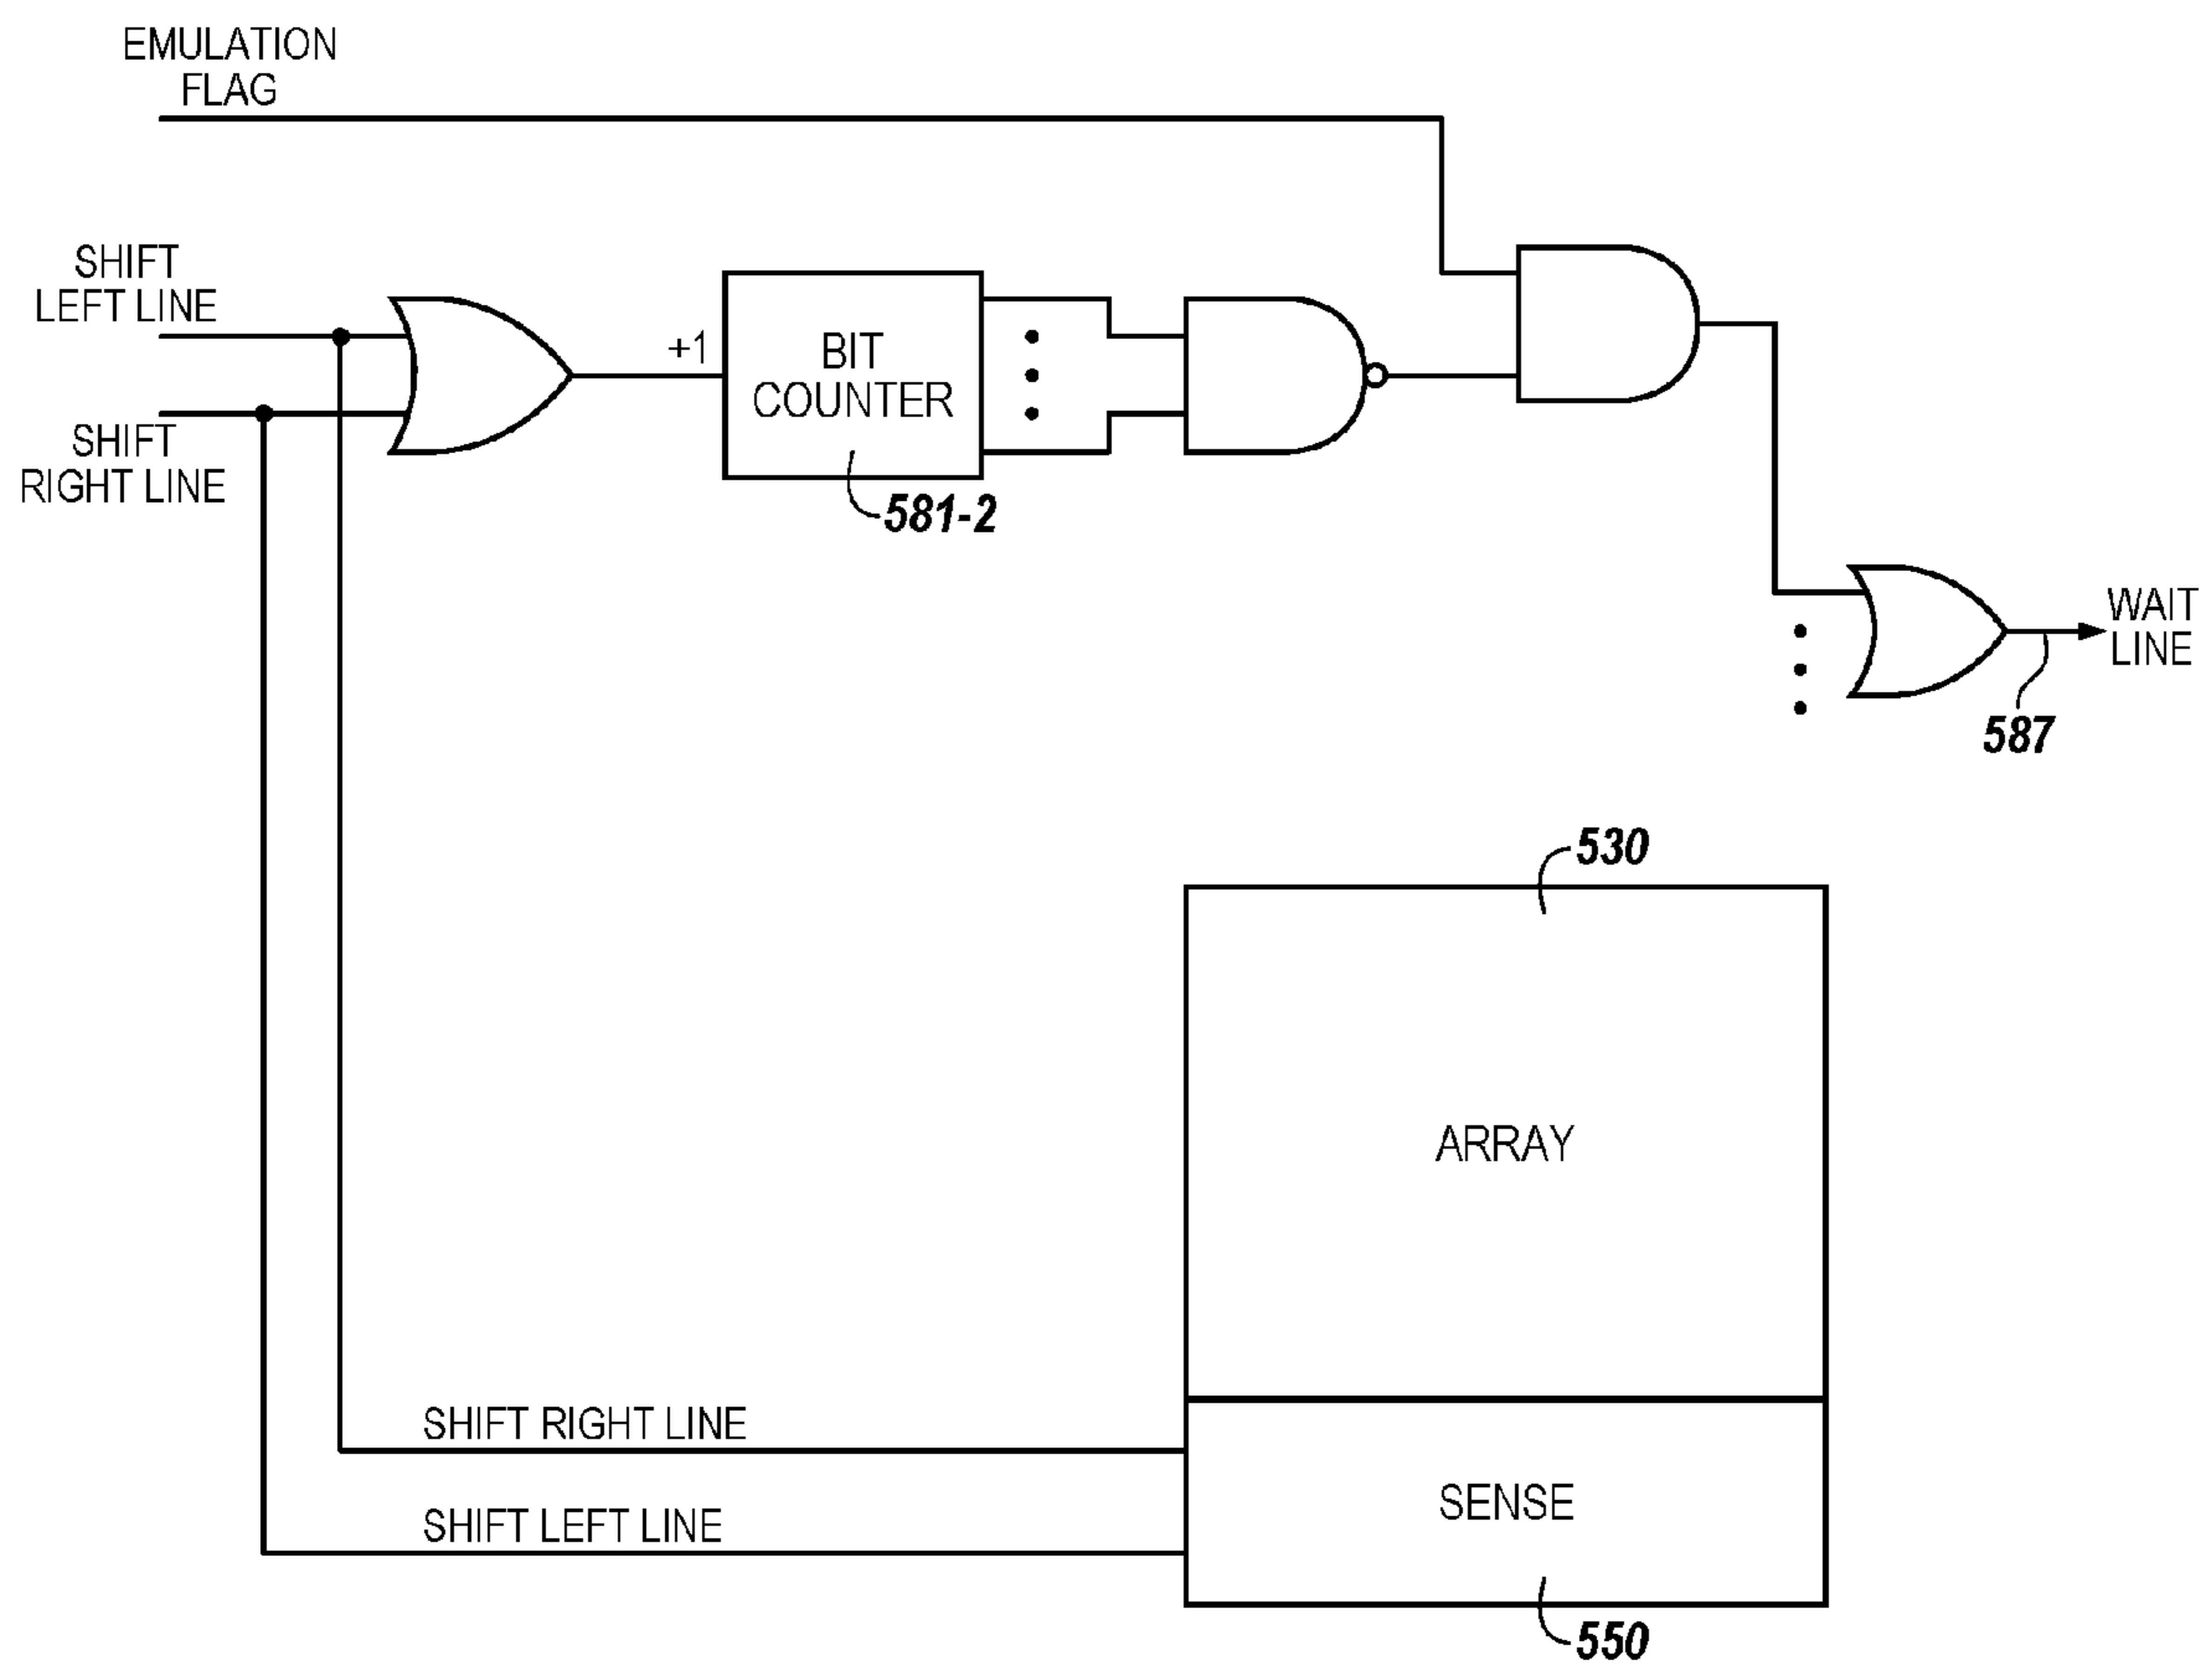 EMULATION
FLAG
SHIFT
LEFT LINE
SHIFT
RIGHT LINE
+1
BIT
COUNTER
581-2
WAIT
LINE
587
530
ARRAY
SHIFT RIGHT LINE
SENSE
SHIFT LEFT LINE
550